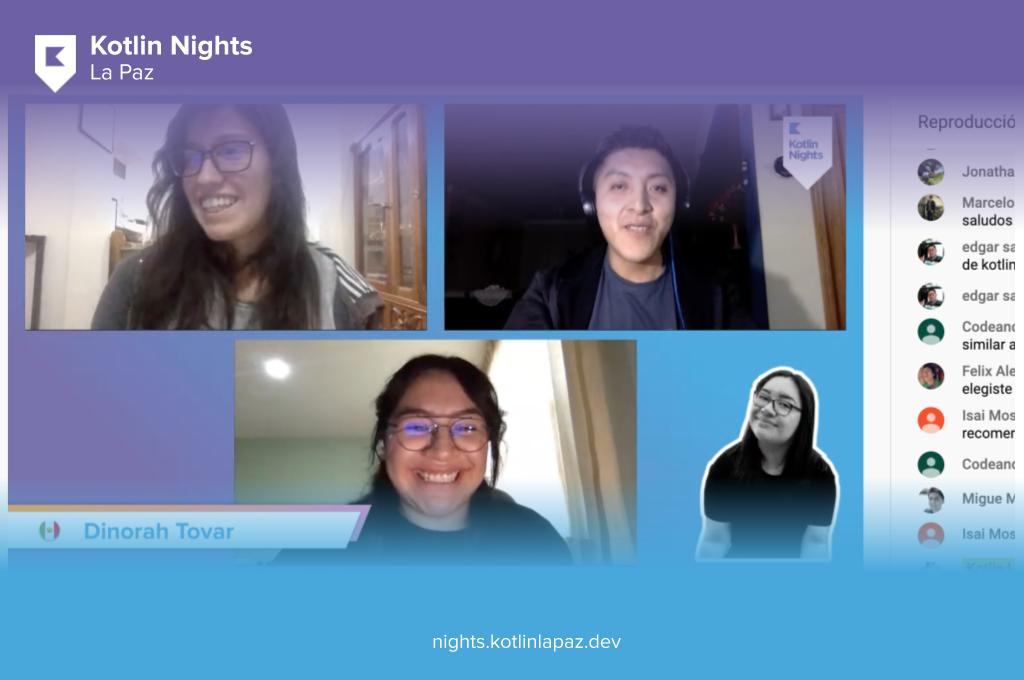 Kotlin Nights
La Paz
Kotlin
Nights
Dinorah Tovar
Reproducció
Jonatha
Marcelo
saludos
edgar sa
de kotlin
edgar sa
Codeand
similar a
Felix Ale
elegiste
Isai Mos
recomer
Codeand
Migue M
Isai Mos
nights.kotlinlapaz.dev